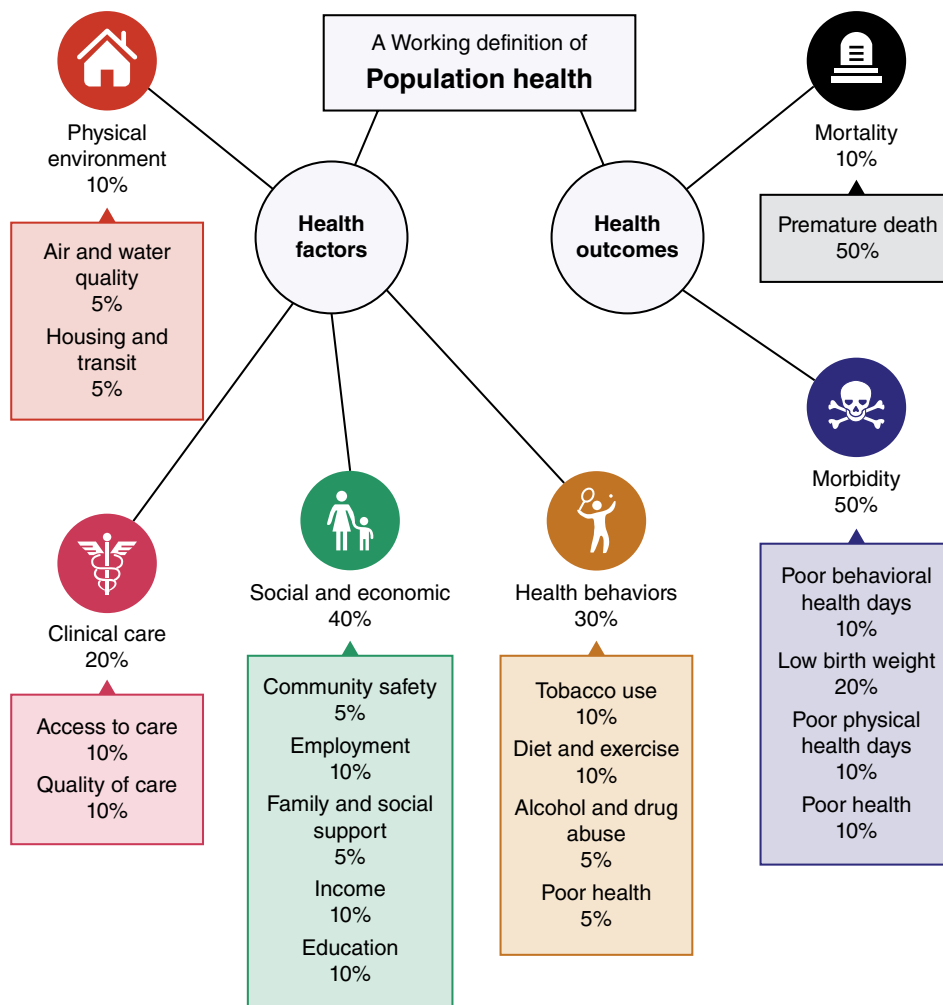 A Working definition of
Population health
Health
factors
Health
outcomes
Physical
environment
10%
Air and water
quality
5%
Housing and
transit
5%
Clinical care
20%
Access to care
10%
Quality of care
10%
Social and economic
40%
Community safety
5%
Employment
10%
Family and social
support
5%
Income
10%
Education
10%
Health behaviors
30%
Tobacco use
10%
Diet and exercise
10%
Alcohol and drug
abuse
5%
Poor health
5%
Mortality
10%
Premature death
50%
Morbidity
50%
Poor behavioral
health days
10%
Low birth weight
20%
Poor physical
health days
10%
Poor health
10%